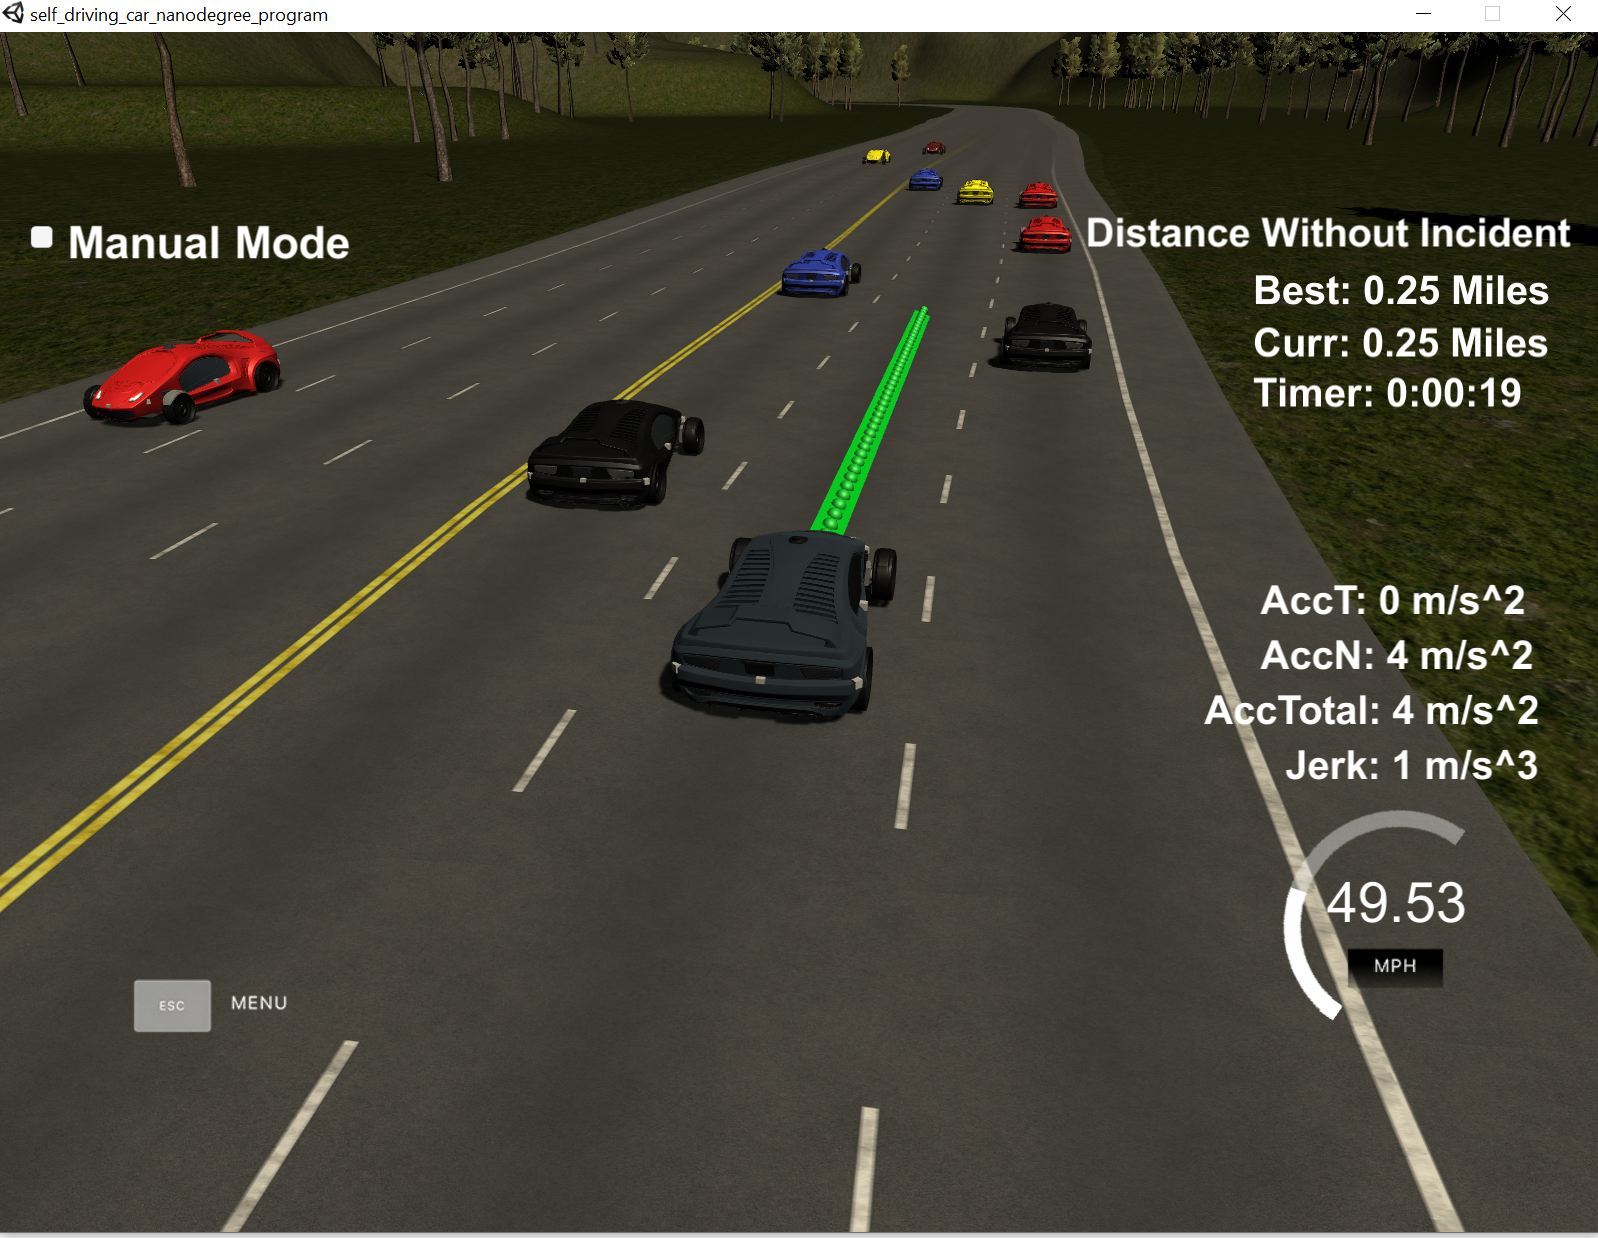 self_driving_car_nanodegree_program
Manual Mode
Distance Without Incident
Best: 0.25 Miles
Curr: 0.25 Miles
Timer: 0:00:19
AccT: 0 m/s^2
AccN: 4 m/s^2
AccTotal: 4 m/s^2
Jerk: 1 m/s^3
49.53
MPH
ESC MENU